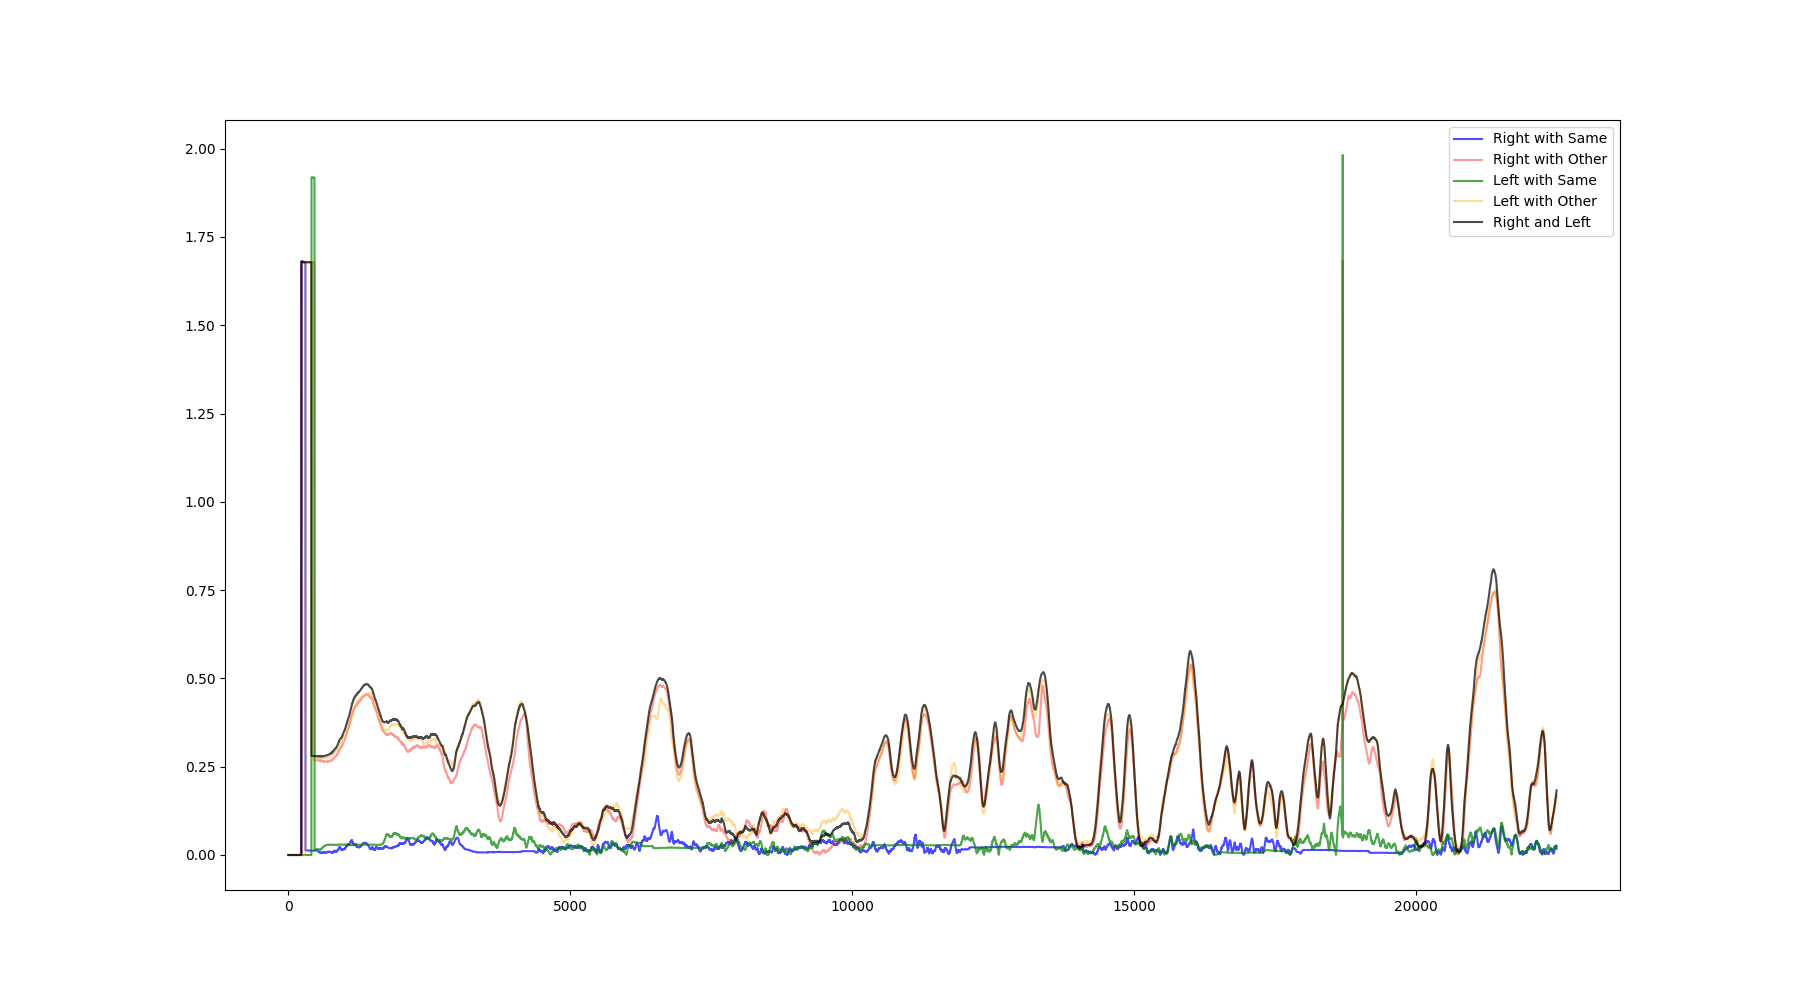 2.00
1.75
1.50
1.25
1.00
0.75
0.50
0.25
0.00
0 5000 10000 15000 20000
Right with Same
Right with Other
Left with Same
Left with Other
Right and Left